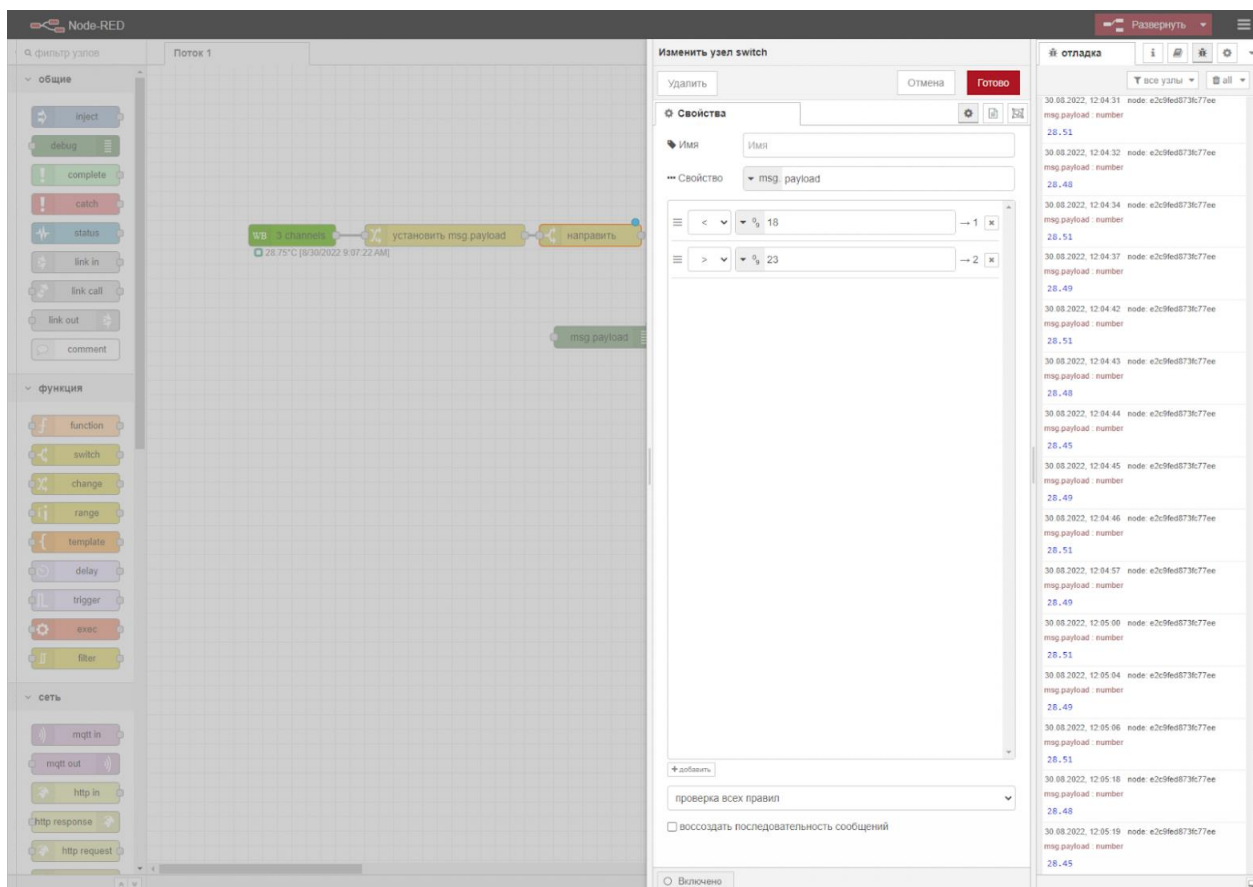 Node-RED
Развернуть
фильтр узлов
Поток 1
общие
inject
debug
complete
catch
status
link in
link call
link out
comment
функция
function
switch
change
range
template
delay
trigger
exec
filter
сеть
mqtt in
mqtt out
http in
http response
http request
WB 3 channels
28.75°C [8/30/2022 9:07:22 AM]
установить msg.payload
направить
msg.payload
Изменить узел switch
Удалить
Отмена
Готово
Свойства
Имя
Имя
Свойство
msg. payload
< 18 → 1
> 23 → 2
добавить
проверка всех правил
воссоздать последовательность сообщений
Включено
отладка
все узлы
all
30.08.2022, 12:04:31 node: e2c9fed873fc77ee
msg.payload : number
28.51
30.08.2022, 12:04:32 node: e2c9fed873fc77ee
msg.payload : number
28.48
30.08.2022, 12:04:34 node: e2c9fed873fc77ee
msg.payload : number
28.51
30.08.2022, 12:04:37 node: e2c9fed873fc77ee
msg.payload : number
28.49
30.08.2022, 12:04:42 node: e2c9fed873fc77ee
msg.payload : number
28.51
30.08.2022, 12:04:43 node: e2c9fed873fc77ee
msg.payload : number
28.48
30.08.2022, 12:04:44 node: e2c9fed873fc77ee
msg.payload : number
28.45
30.08.2022, 12:04:45 node: e2c9fed873fc77ee
msg.payload : number
28.49
30.08.2022, 12:04:46 node: e2c9fed873fc77ee
msg.payload : number
28.51
30.08.2022, 12:04:57 node: e2c9fed873fc77ee
msg.payload : number
28.49
30.08.2022, 12:05:00 node: e2c9fed873fc77ee
msg.payload : number
28.51
30.08.2022, 12:05:04 node: e2c9fed873fc77ee
msg.payload : number
28.49
30.08.2022, 12:05:06 node: e2c9fed873fc77ee
msg.payload : number
28.51
30.08.2022, 12:05:18 node: e2c9fed873fc77ee
msg.payload : number
28.48
30.08.2022, 12:05:19 node: e2c9fed873fc77ee
msg.payload : number
28.45